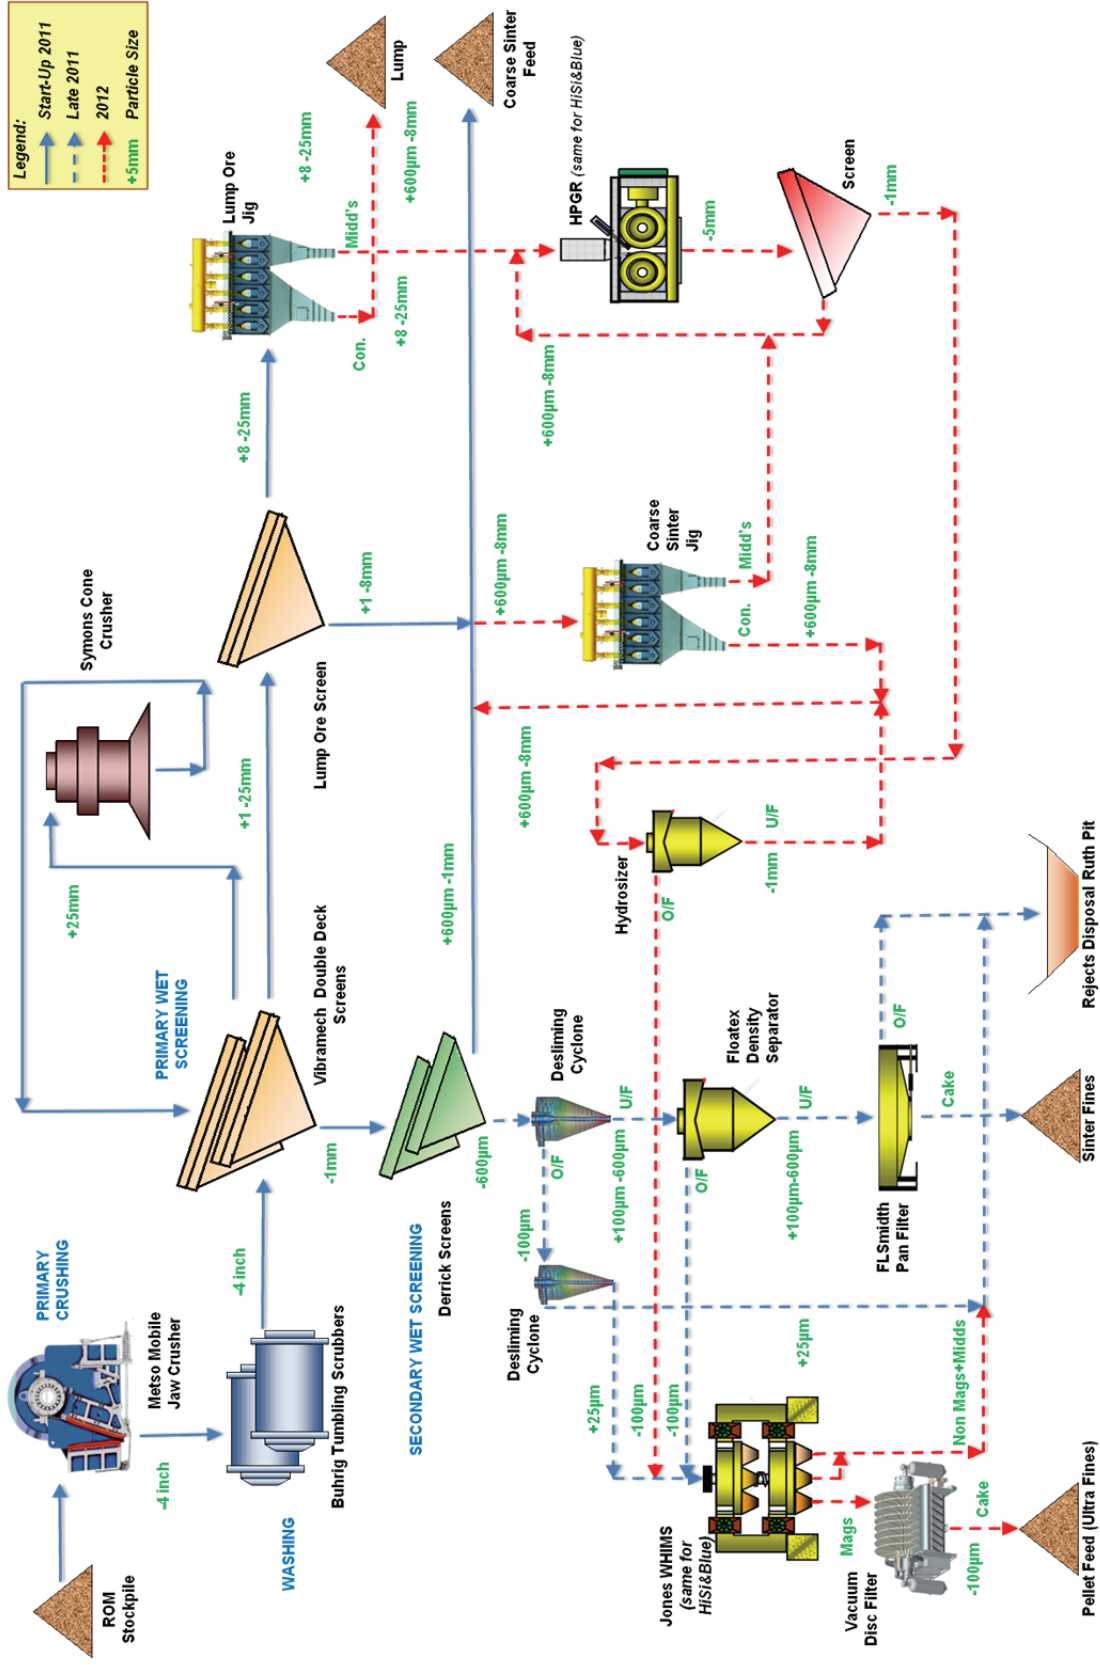 Legend:
Start-Up 2011
Late 2011
2012
+5mm Particle Size
ROM
Stockpile
PRIMARY
CRUSHING
Metso Mobile
Jaw Crusher
-4 inch
WASHING
Buhrig Tumbling Scrubbers
-4 inch
PRIMARY WET
SCREENING
Vibramech Double Deck
Screens
+25mm
Symons Cone
Crusher
+1 -25mm
Lump Ore Screen
+8 -25mm
Lump Ore
Jig
Con.
Midd's
+8 -25mm
+8 -25mm
Lump
+600µm -8mm
Coarse Sinter
Feed
+1 -8mm
-1mm
SECONDARY WET SCREENING
Derrick Screens
-600µm
+600µm -1mm
+600µm -8mm
+600µm -8mm
Coarse
Sinter
Jig
Con.
Midd's
+600µm -8mm
+600µm -8mm
HPGR (same for HiSi&Blue)
-5mm
Screen
-1mm
Hydrosizer
O/F
U/F
-1mm
Desliming
Cyclone
O/F
U/F
-100µm
+100µm -600µm
Desliming
Cyclone
+25µm
-100µm
-100µm
+25µm
Floatex
Density
Separator
O/F
U/F
+100µm-600µm
FLSmidth
Pan Filter
O/F
Cake
Jones WHIMS
(same for
HiSi&Blue)
Mags
Non Mags+Midds
Vacuum
Disc Filter
-100µm
Cake
Pellet Feed (Ultra Fines)
Sinter Fines
Rejects Disposal Ruth Pit